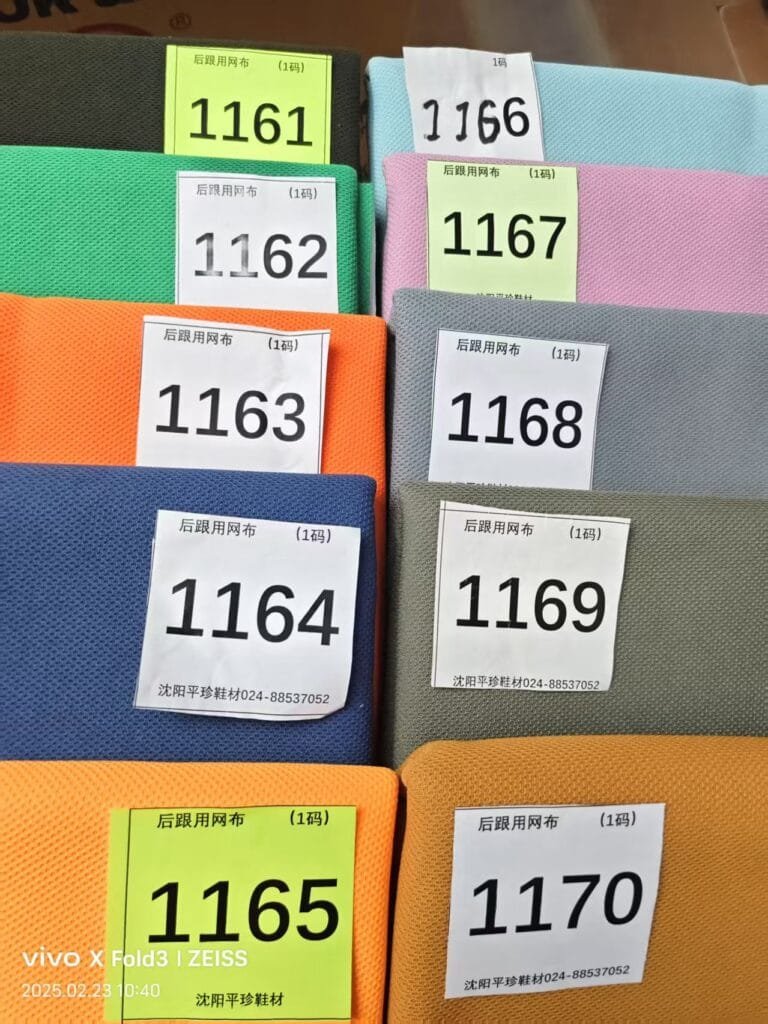 ®
后跟用网布 (1码)
1161
后跟用网布 (1码)
1162
后跟用网布 (1码)
1163
后跟用网布 (1码)
1164
沈阳平珍鞋材024-88537052
后跟用网布 (1码)
1165
沈阳平珍鞋材
1码
1166
后跟用网布 (1码)
1167
沈阳平珍鞋材
后跟用网布 (1码)
1168
后跟用网布 (1码)
1169
沈阳平珍鞋材024-88537052
后跟用网布 (1码)
1170
沈阳平珍鞋材024-88537052
vivo X Fold3 | ZEISS
2025.02.23 10:40